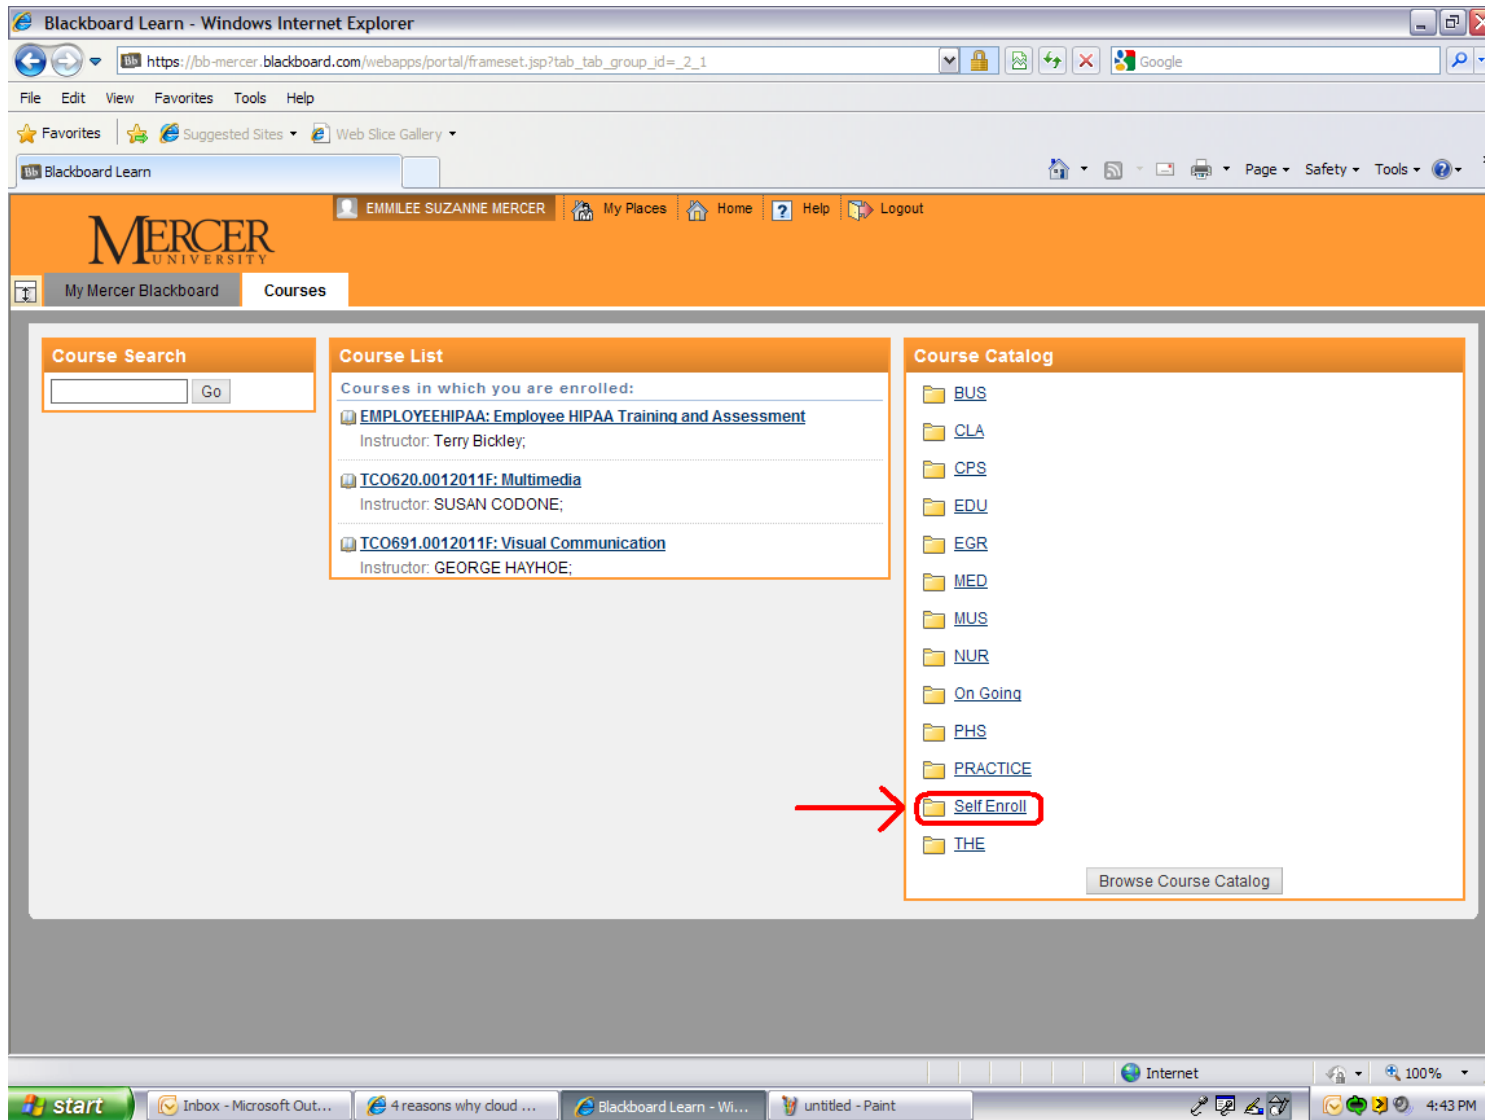 Blackboard Learn - Windows Internet Explorer
https://bb-mercer.blackboard.com/webapps/portal/frameset.jsp?tab_tab_group_id=_2_1
Google
File Edit View Favorites Tools Help
Favorites Suggested Sites Web Slice Gallery
Blackboard Learn
Page Safety Tools
EMMILEE SUZANNE MERCER My Places Home Help Logout
MERCER
UNIVERSITY
My Mercer Blackboard Courses
Course Search
Go
Course List
Courses in which you are enrolled:
EMPLOYEEHIPAA: Employee HIPAA Training and Assessment
Instructor: Terry Bickley;
TCO620.0012011F: Multimedia
Instructor: SUSAN CODONE;
TCO691.0012011F: Visual Communication
Instructor: GEORGE HAYHOE;
Course Catalog
BUS
CLA
CPS
EDU
EGR
MED
MUS
NUR
On Going
PHS
PRACTICE
Self Enroll
THE
Browse Course Catalog
Internet 100%
start Inbox - Microsoft Out... 4 reasons why cloud ... Blackboard Learn - Wi... untitled - Paint 4:43 PM